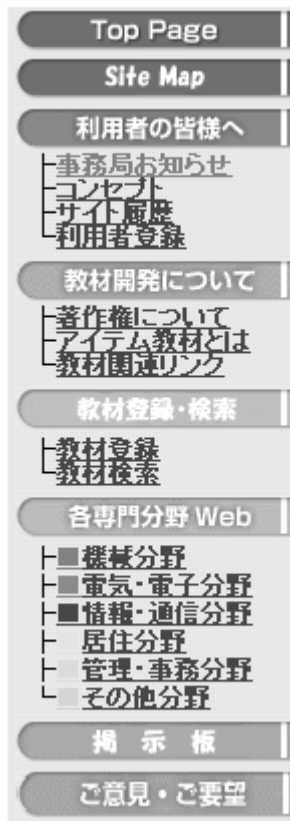 Top Page
Site Map
利用者の皆様へ
事務局お知らせ
コンセプト
サイト履歴
利用者登録
教材開発について
著作権について
アイテム教材とは
教材関連リンク
教材登録・検索
教材登録
教材検索
各専門分野 Web
機械分野
電気・電子分野
情報・通信分野
居住分野
管理・事務分野
その他分野
掲示板
ご意見・ご要望